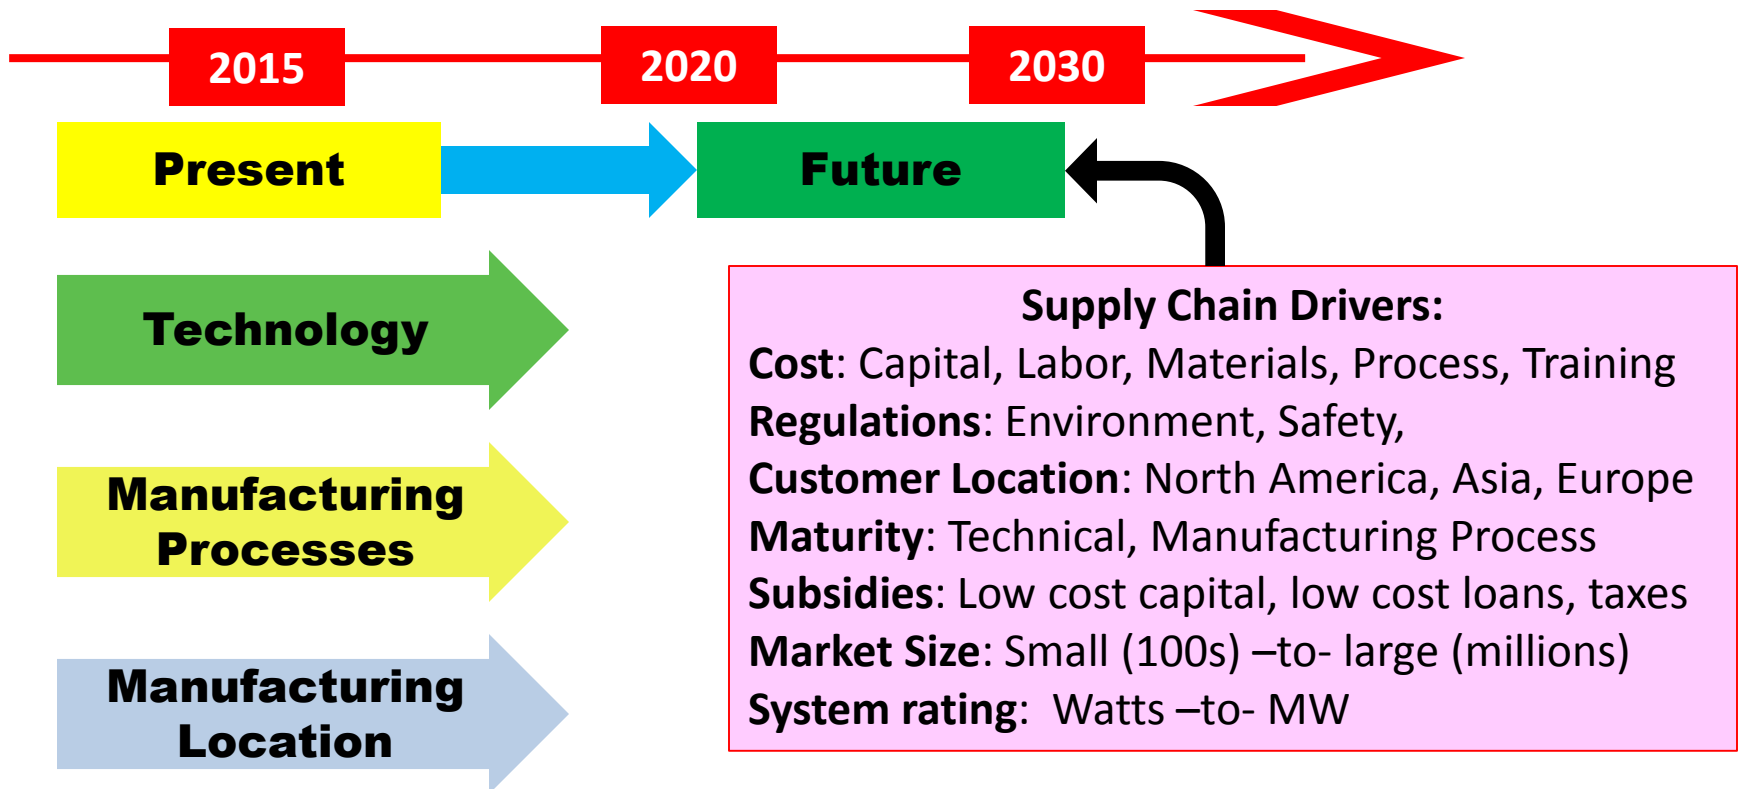 2015
2020
2030
Present
Future
Technology
Manufacturing
Processes
Manufacturing
Location
Supply Chain Drivers:
Cost: Capital, Labor, Materials, Process, Training
Regulations: Environment, Safety,
Customer Location: North America, Asia, Europe
Maturity: Technical, Manufacturing Process
Subsidies: Low cost capital, low cost loans, taxes
Market Size: Small (100s) –to- large (millions)
System rating:  Watts –to- MW